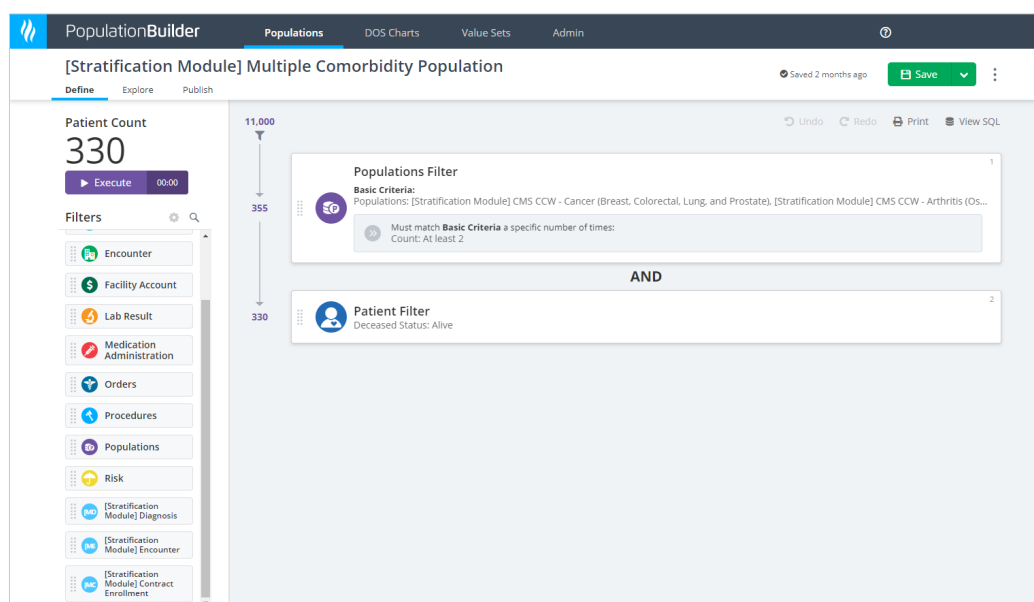 PopulationBuilder
Populations
DOS Charts
Value Sets
Admin
[Stratification Module] Multiple Comorbidity Population
Saved 2 months ago
Save
Define
Explore
Publish
Patient Count
330
Execute
00:00
Filters
Encounter
Facility Account
Lab Result
Medication
Administration
Orders
Procedures
Populations
Risk
[Stratification
Module] Diagnosis
[Stratification
Module] Encounter
[Stratification
Module] Contract
Enrollment
11,000
355
330
Undo
Redo
Print
View SQL
1
Populations Filter
Basic Criteria:
Populations: [Stratification Module] CMS CCW - Cancer (Breast, Colorectal, Lung, and Prostate), [Stratification Module] CMS CCW - Arthritis (Os...
Must match Basic Criteria a specific number of times:
Count: At least 2
AND
2
Patient Filter
Deceased Status: Alive